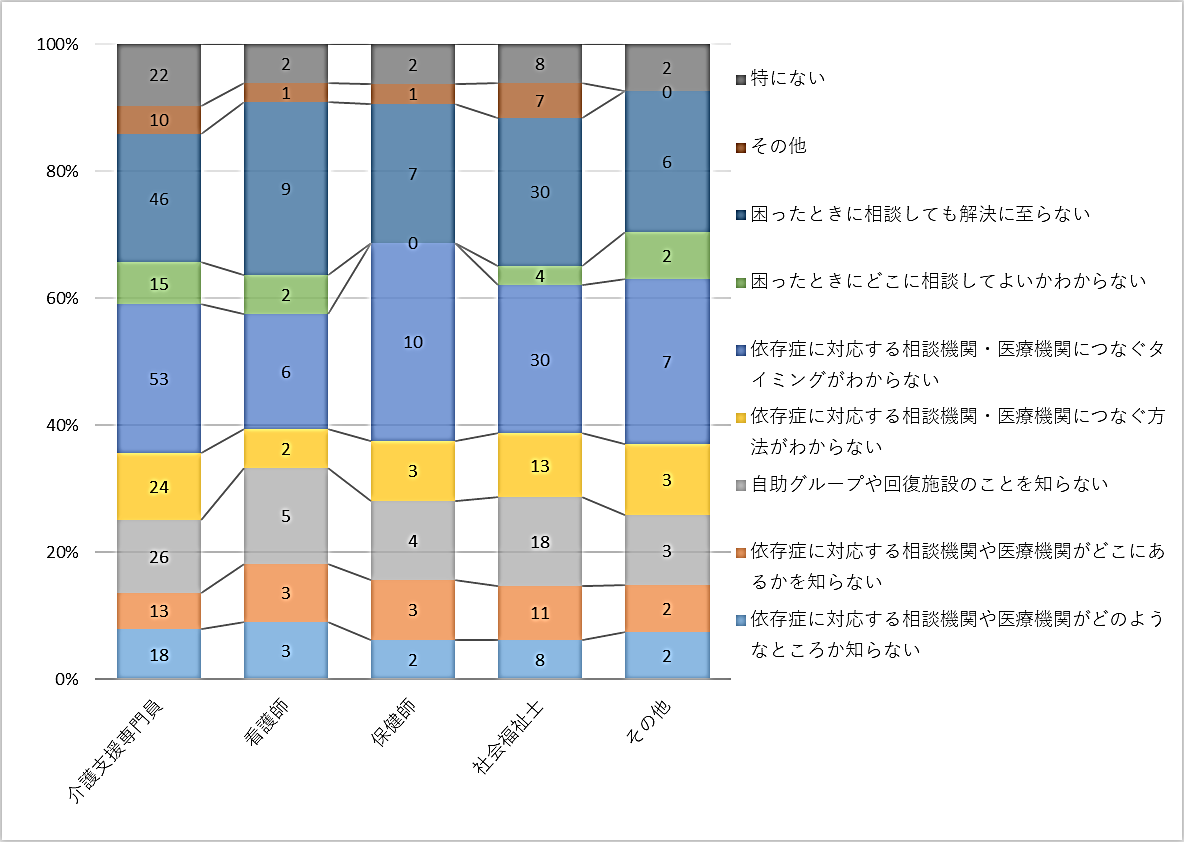 100%
80%
60%
40%
20%
0%
22
10
46
15
53
24
26
13
18
2
1
9
2
6
2
5
3
3
2
1
7
0
10
3
4
3
2
8
7
30
4
30
13
18
11
8
2
0
6
2
7
3
3
2
2
介護支援専門員
看護師
保健師
社会福祉士
その他
特にない
その他
困ったときに相談しても解決に至らない
困ったときにどこに相談してよいかわからない
依存症に対応する相談機関・医療機関につなぐタ
イミングがわからない
依存症に対応する相談機関・医療機関につなぐ方
法がわからない
自助グループや回復施設のことを知らない
依存症に対応する相談機関や医療機関がどこにあ
るかを知らない
依存症に対応する相談機関や医療機関がどのよう
なところか知らない